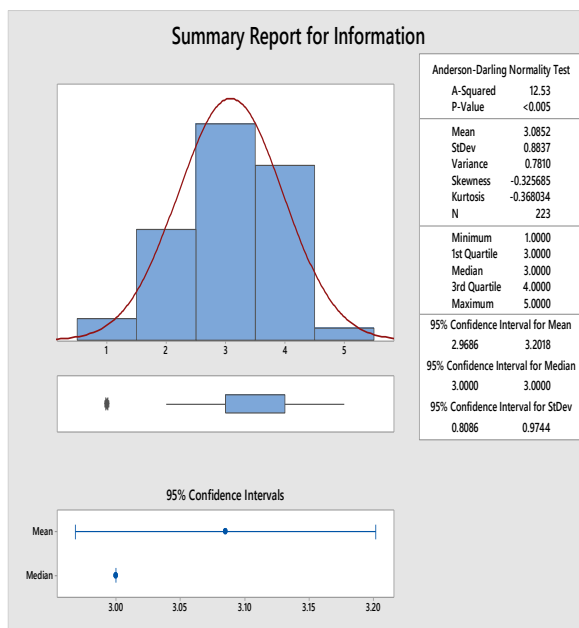 Summary Report for Information
Anderson-Darling Normality Test
A-Squared 12.53
P-Value <0.005
Mean 3.0852
StDev 0.8837
Variance 0.7810
Skewness -0.325685
Kurtosis -0.368034
N 223
Minimum 1.0000
1st Quartile 3.0000
Median 3.0000
3rd Quartile 4.0000
Maximum 5.0000
95% Confidence Interval for Mean
2.9686 3.2018
95% Confidence Interval for Median
3.0000 3.0000
95% Confidence Interval for StDev
0.8086 0.9744
1 2 3 4 5
95% Confidence Intervals
Mean
Median
3.00 3.05 3.10 3.15 3.20